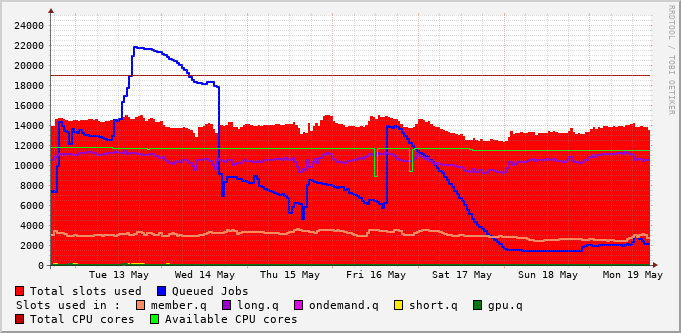 RRDTOOL / TOBI OETIKER
24000
22000
20000
18000
16000
14000
12000
10000
8000
6000
4000
2000
0
Tue 13 May Wed 14 May Thu 15 May Fri 16 May Sat 17 May Sun 18 May Mon 19 May
Total slots used Queued Jobs
Slots used in : member.q long.q ondemand.q short.q gpu.q
Total CPU cores Available CPU cores